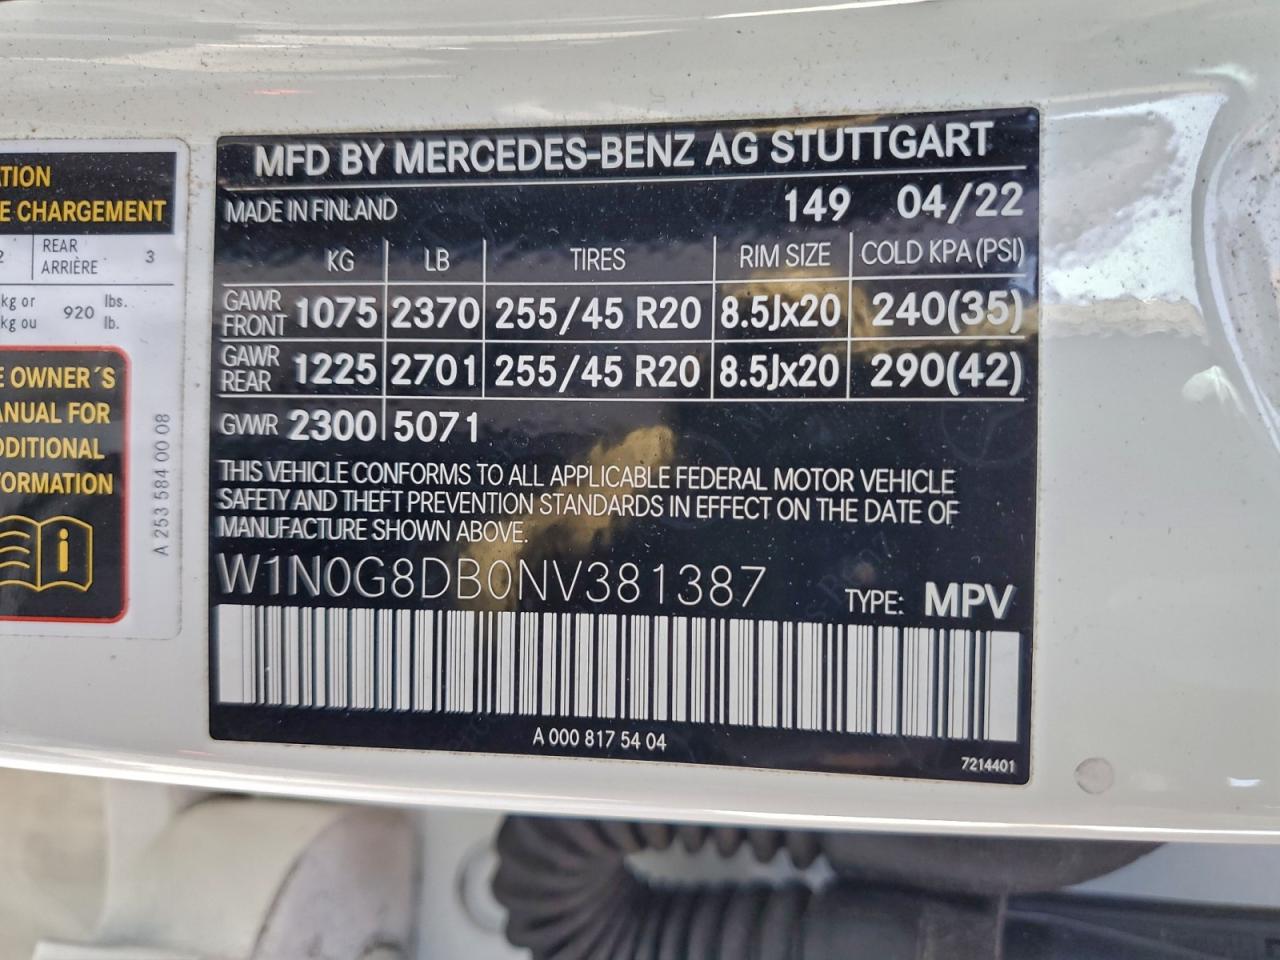 ATION
E CHARGEMENT
2 REAR ARRIÈRE 3
kg or lbs.
kg ou 920 lb.
E OWNER´S
ANUAL FOR
DDITIONAL
FORMATION
A 253 584 00 08
MFD BY MERCEDES-BENZ AG STUTTGART
MADE IN FINLAND 149 04/22
KG LB TIRES RIM SIZE COLD KPA(PSI)
GAWR FRONT 1075 2370 255/45 R20 8.5Jx20 240(35)
GAWR REAR 1225 2701 255/45 R20 8.5Jx20 290(42)
GVWR 2300 5071
THIS VEHICLE CONFORMS TO ALL APPLICABLE FEDERAL MOTOR VEHICLE
SAFETY AND THEFT PREVENTION STANDARDS IN EFFECT ON THE DATE OF
MANUFACTURE SHOWN ABOVE.
W1N0G8DB0NV381387 TYPE: MPV
A 000 817 54 04
7214401